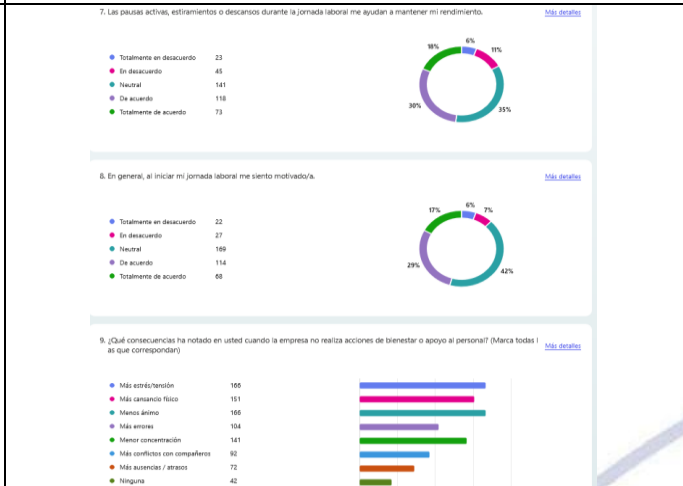 7. Las pausas activas, estiramientos o descansos durante la jornada laboral me ayudan a mantener mi rendimiento.
Más detalles
Totalmente en desacuerdo 23
En desacuerdo 45
Neutral 141
De acuerdo 118
Totalmente de acuerdo 73
6%
11%
35%
30%
18%
8. En general, al iniciar mi jornada laboral me siento motivado/a.
Más detalles
Totalmente en desacuerdo 22
En desacuerdo 27
Neutral 169
De acuerdo 114
Totalmente de acuerdo 68
6%
7%
42%
29%
17%
9. ¿Qué consecuencias ha notado en usted cuando la empresa no realiza acciones de bienestar o apoyo al personal? (Marca todas l
as que correspondan)
Más detalles
Más estrés/tensión 166
Más cansancio físico 151
Menos ánimo 166
Más errores 104
Menor concentración 141
Más conflictos con compañeros 92
Más ausencias / atrasos 72
Ninguna 42